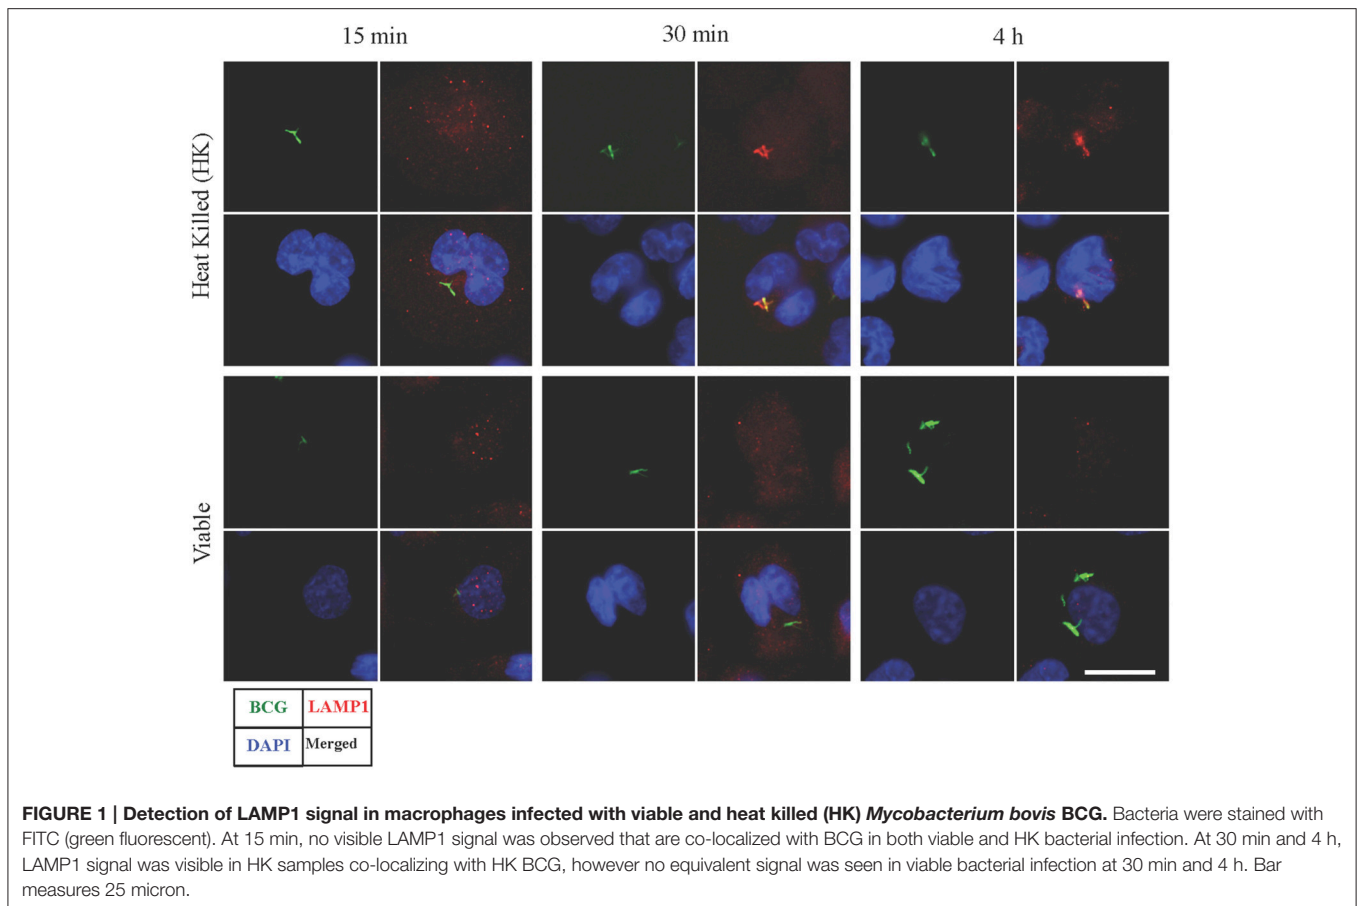 15 min 30 min 4 h
Heat Killed (HK)
Viable
BCG LAMP1
DAPI Merged
FIGURE 1 | Detection of LAMP1 signal in macrophages infected with viable and heat killed (HK) Mycobacterium bovis BCG. Bacteria were stained with
FITC (green fluorescent). At 15 min, no visible LAMP1 signal was observed that are co-localized with BCG in both viable and HK bacterial infection. At 30 min and 4 h,
LAMP1 signal was visible in HK samples co-localizing with HK BCG, however no equivalent signal was seen in viable bacterial infection at 30 min and 4 h. Bar
measures 25 micron.